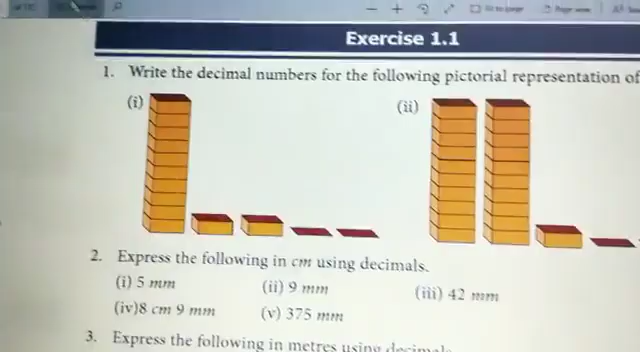 Exercise 1.1
1. Write the decimal numbers for the following pictorial representation of
(i) (ii)
2. Express the following in cm using decimals.
(i) 5 mm (ii) 9 mm (iii) 42 mm
(iv)8 cm 9 mm (v) 375 mm
3. Express the following in metres using decimals.